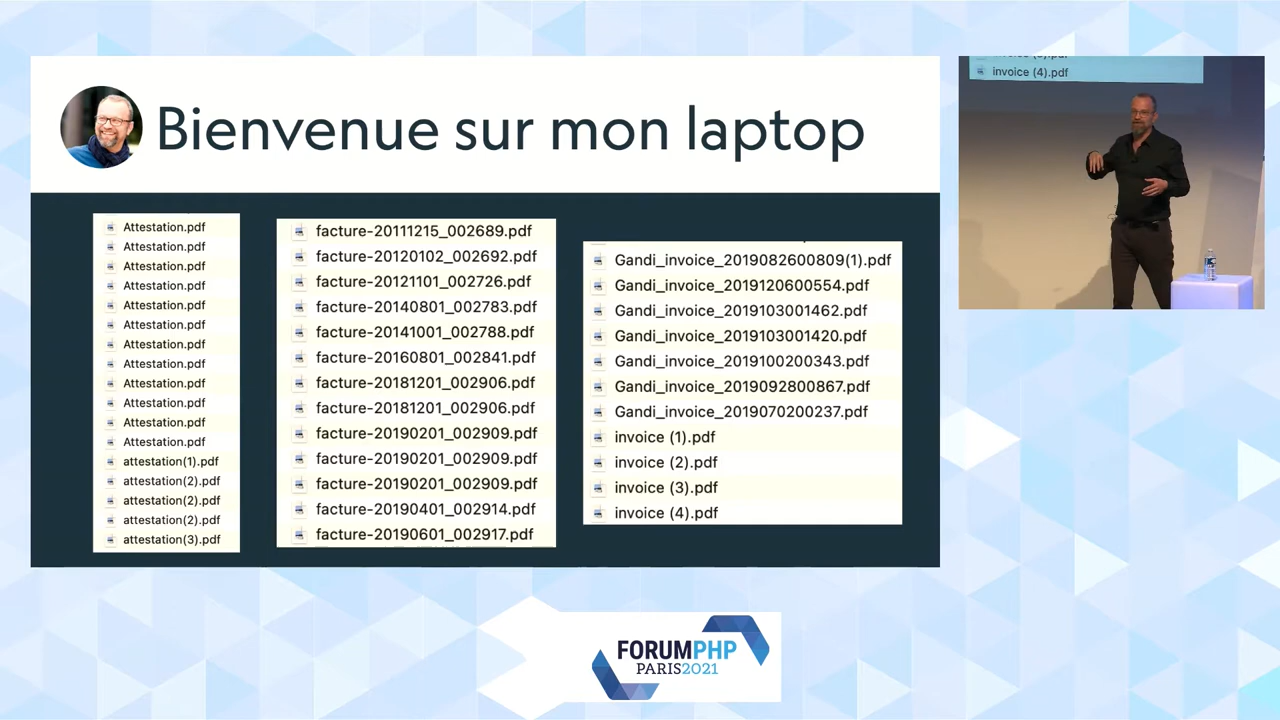 Bienvenue sur mon laptop
Attestation.pdf
Attestation.pdf
Attestation.pdf
Attestation.pdf
Attestation.pdf
Attestation.pdf
Attestation.pdf
Attestation.pdf
Attestation.pdf
Attestation.pdf
Attestation.pdf
Attestation.pdf
attestation(1).pdf
attestation(2).pdf
attestation(2).pdf
attestation(2).pdf
attestation(3).pdf
facture-20111215_002689.pdf
facture-20120102_002692.pdf
facture-20121101_002726.pdf
facture-20140801_002783.pdf
facture-20141001_002788.pdf
facture-20160801_002841.pdf
facture-20181201_002906.pdf
facture-20181201_002906.pdf
facture-20190201_002909.pdf
facture-20190201_002909.pdf
facture-20190201_002909.pdf
facture-20190401_002914.pdf
facture-20190601_002917.pdf
Gandi_invoice_2019082600809(1).pdf
Gandi_invoice_2019120600554.pdf
Gandi_invoice_2019103001462.pdf
Gandi_invoice_2019103001420.pdf
Gandi_invoice_2019100200343.pdf
Gandi_invoice_2019092800867.pdf
Gandi_invoice_2019070200237.pdf
invoice (1).pdf
invoice (2).pdf
invoice (3).pdf
invoice (4).pdf
invoice (4).pdf
FORUMPHP
PARIS2021